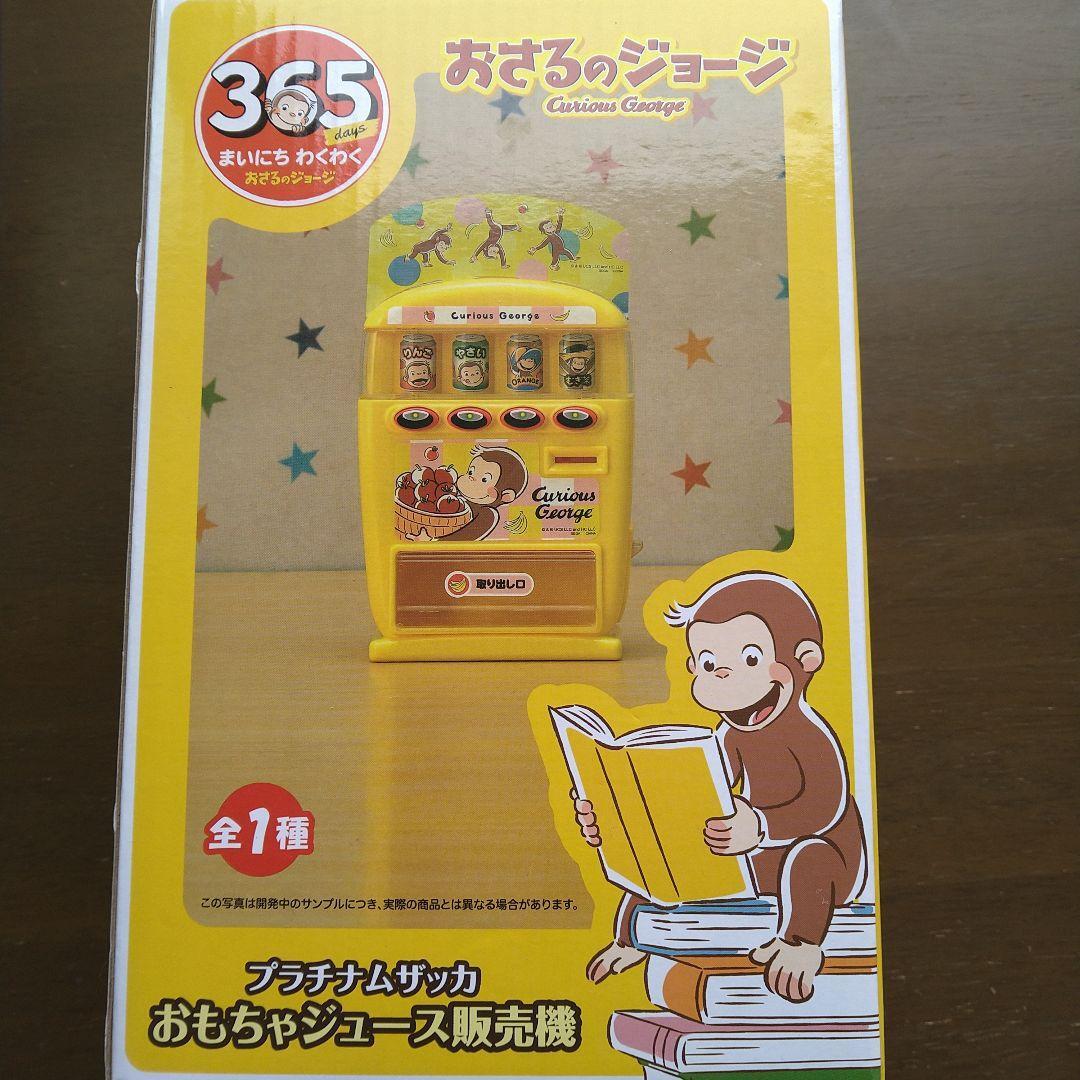 365
days
まいにち わくわく
おさるのジョージ
おさるのジョージ
Curious George
Curious George
りんご
やさい
ORANGE
むぎ茶
Curious
George
取り出し口
全1種
この写真は開発中のサンプルにつき、実際の商品とは異なる場合があります。
プラチナムザッカ
おもちゃジュース販売機